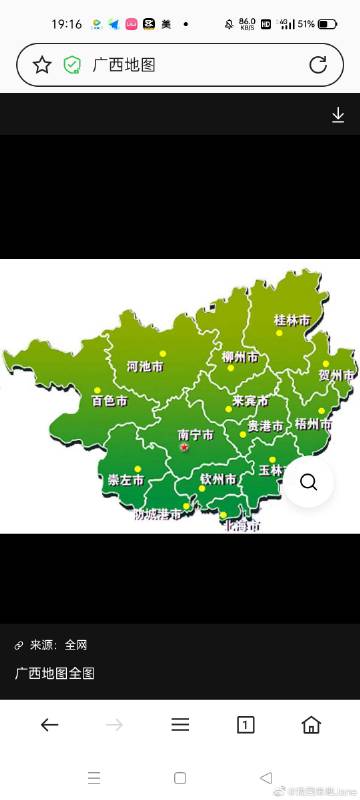 19:16
美
86.0
KB/S
HD
4G
51%
广西地图
桂林市
柳州市
河池市
贺州市
来宾市
百色市
贵港市
梧州市
南宁市
玉林
崇左市
钦州市
防城港市
北海市
来源：全网
广西地图全图
1